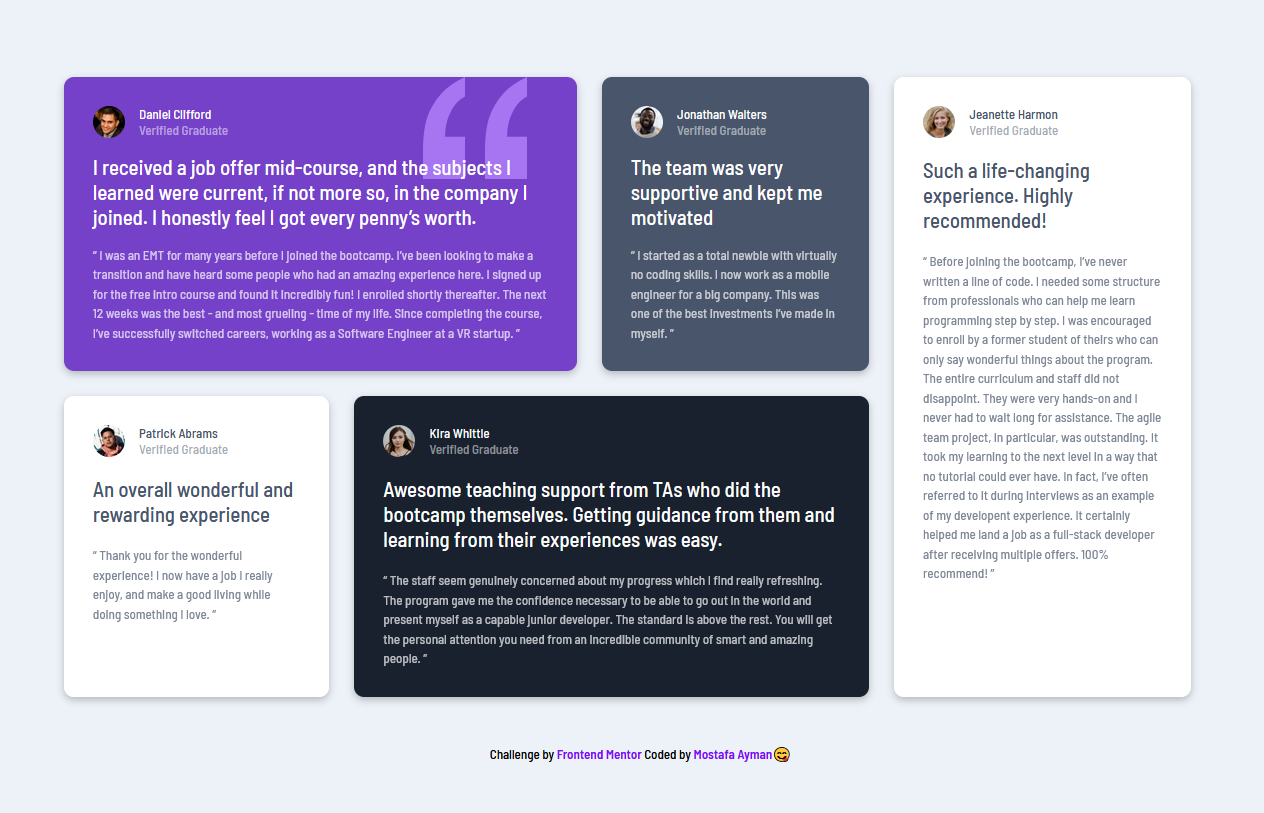 Daniel Clifford
Verified Graduate
I received a job offer mid-course, and the subjects I
learned were current, if not more so, in the company I
joined. I honestly feel I got every penny’s worth.
“ I was an EMT for many years before I joined the bootcamp. I’ve been looking to make a
transition and have heard some people who had an amazing experience here. I signed up
for the free intro course and found it incredibly fun! I enrolled shortly thereafter. The next
12 weeks was the best - and most grueling - time of my life. Since completing the course,
I’ve successfully switched careers, working as a Software Engineer at a VR startup. ”
Jonathan Walters
Verified Graduate
The team was very
supportive and kept me
motivated
“ I started as a total newbie with virtually
no coding skills. I now work as a mobile
engineer for a big company. This was
one of the best investments I’ve made in
myself. ”
Jeanette Harmon
Verified Graduate
Such a life-changing
experience. Highly
recommended!
“ Before joining the bootcamp, I’ve never
written a line of code. I needed some structure
from professionals who can help me learn
programming step by step. I was encouraged
to enroll by a former student of theirs who can
only say wonderful things about the program.
The entire curriculum and staff did not
disappoint. They were very hands-on and I
never had to wait long for assistance. The agile
team project, in particular, was outstanding. It
took my learning to the next level in a way that
no tutorial could ever have. In fact, I’ve often
referred to it during interviews as an example
of my developent experience. It certainly
helped me land a job as a full-stack developer
after receiving multiple offers. 100%
recommend! ”
Patrick Abrams
Verified Graduate
An overall wonderful and
rewarding experience
“ Thank you for the wonderful
experience! I now have a job I really
enjoy, and make a good living while
doing something I love. ”
Kira Whittle
Verified Graduate
Awesome teaching support from TAs who did the
bootcamp themselves. Getting guidance from them and
learning from their experiences was easy.
“ The staff seem genuinely concerned about my progress which I find really refreshing.
The program gave me the confidence necessary to be able to go out in the world and
present myself as a capable junior developer. The standard is above the rest. You will get
the personal attention you need from an incredible community of smart and amazing
people. ”
Challenge by Frontend Mentor Coded by Mostafa Ayman😋